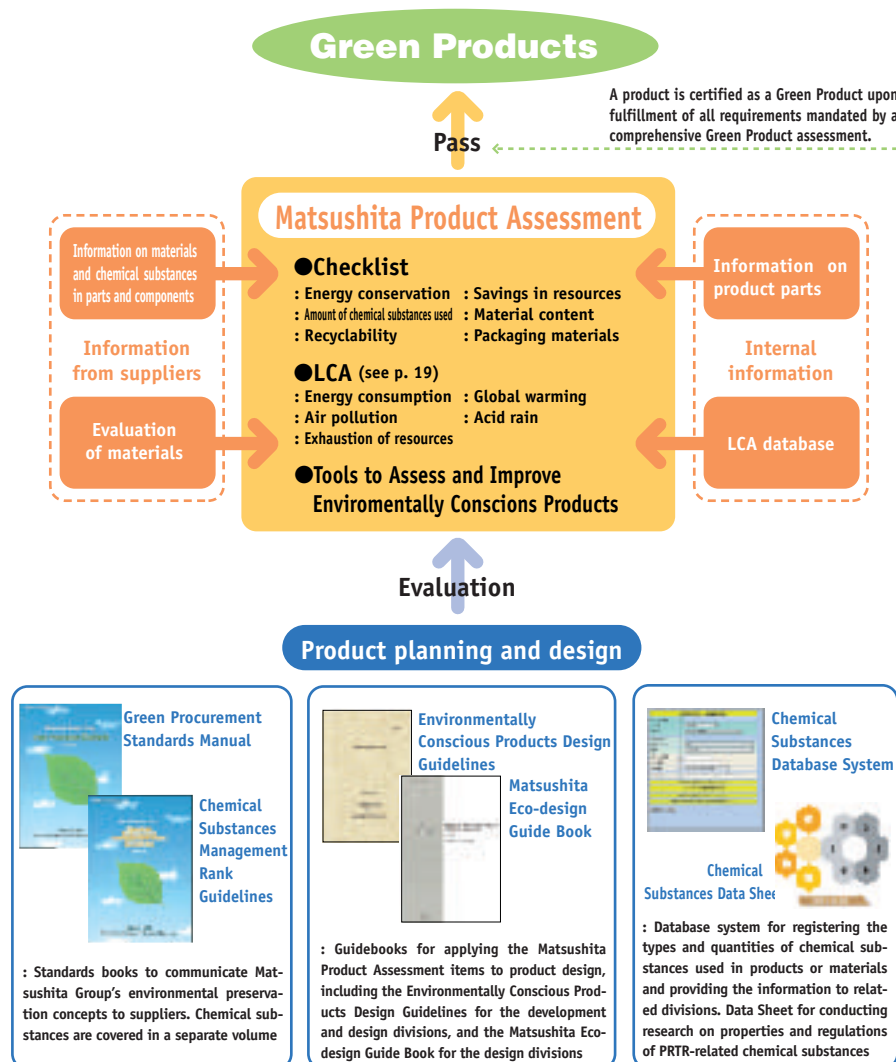 Green Products
A product is certified as a Green Product upon
fulfillment of all requirements mandated by a
comprehensive Green Product assessment.
Pass
Matsushita Product Assessment
Information on materials
and chemical substances
in parts and components
Information
from suppliers
Evaluation
of materials
●Checklist
: Energy conservation : Savings in resources
: Amount of chemical substances used : Material content
: Recyclability : Packaging materials
●LCA (see p. 19)
: Energy consumption : Global warming
: Air pollution : Acid rain
: Exhaustion of resources
●Tools to Assess and Improve
Enviromentally Conscions Products
Information on
product parts
Internal
information
LCA database
Evaluation
Product planning and design
Green Procurement
Standards Manual
Chemical
Substances
Management
Rank
Guidelines
: Standards books to communicate Mat-
sushita Group's environmental preserva-
tion concepts to suppliers. Chemical sub-
stances are covered in a separate volume
Environmentally
Conscious Products Design
Guidelines
Matsushita
Eco-design
Guide Book
: Guidebooks for applying the Matsushita
Product Assessment items to product design,
including the Environmentally Conscious Prod-
ucts Design Guidelines for the development
and design divisions, and the Matsushita Eco-
design Guide Book for the design divisions
Chemical
Substances
Database System
Chemical
Substances Data Shee
: Database system for registering the
types and quantities of chemical sub-
stances used in products or materials
and providing the information to relat-
ed divisions. Data Sheet for conducting
research on properties and regulations
of PRTR-related chemical substances